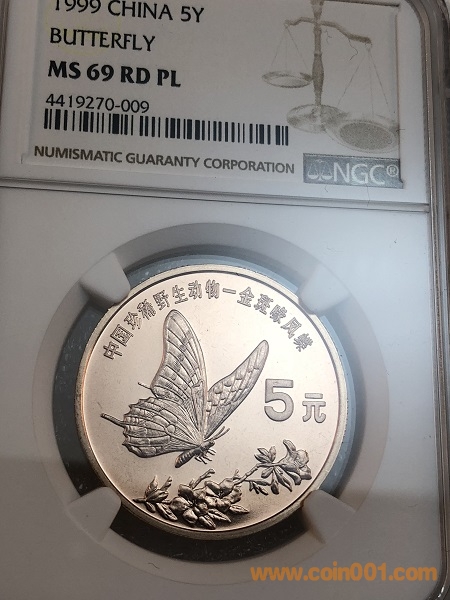 1999 CHINA 5Y
BUTTERFLY
MS 69 RD PL
4419270-009
NUMISMATIC GUARANTY CORPORATION
NGC®
中国珍稀野生动物—金斑喙凤蝶
5元
www.coin001.com